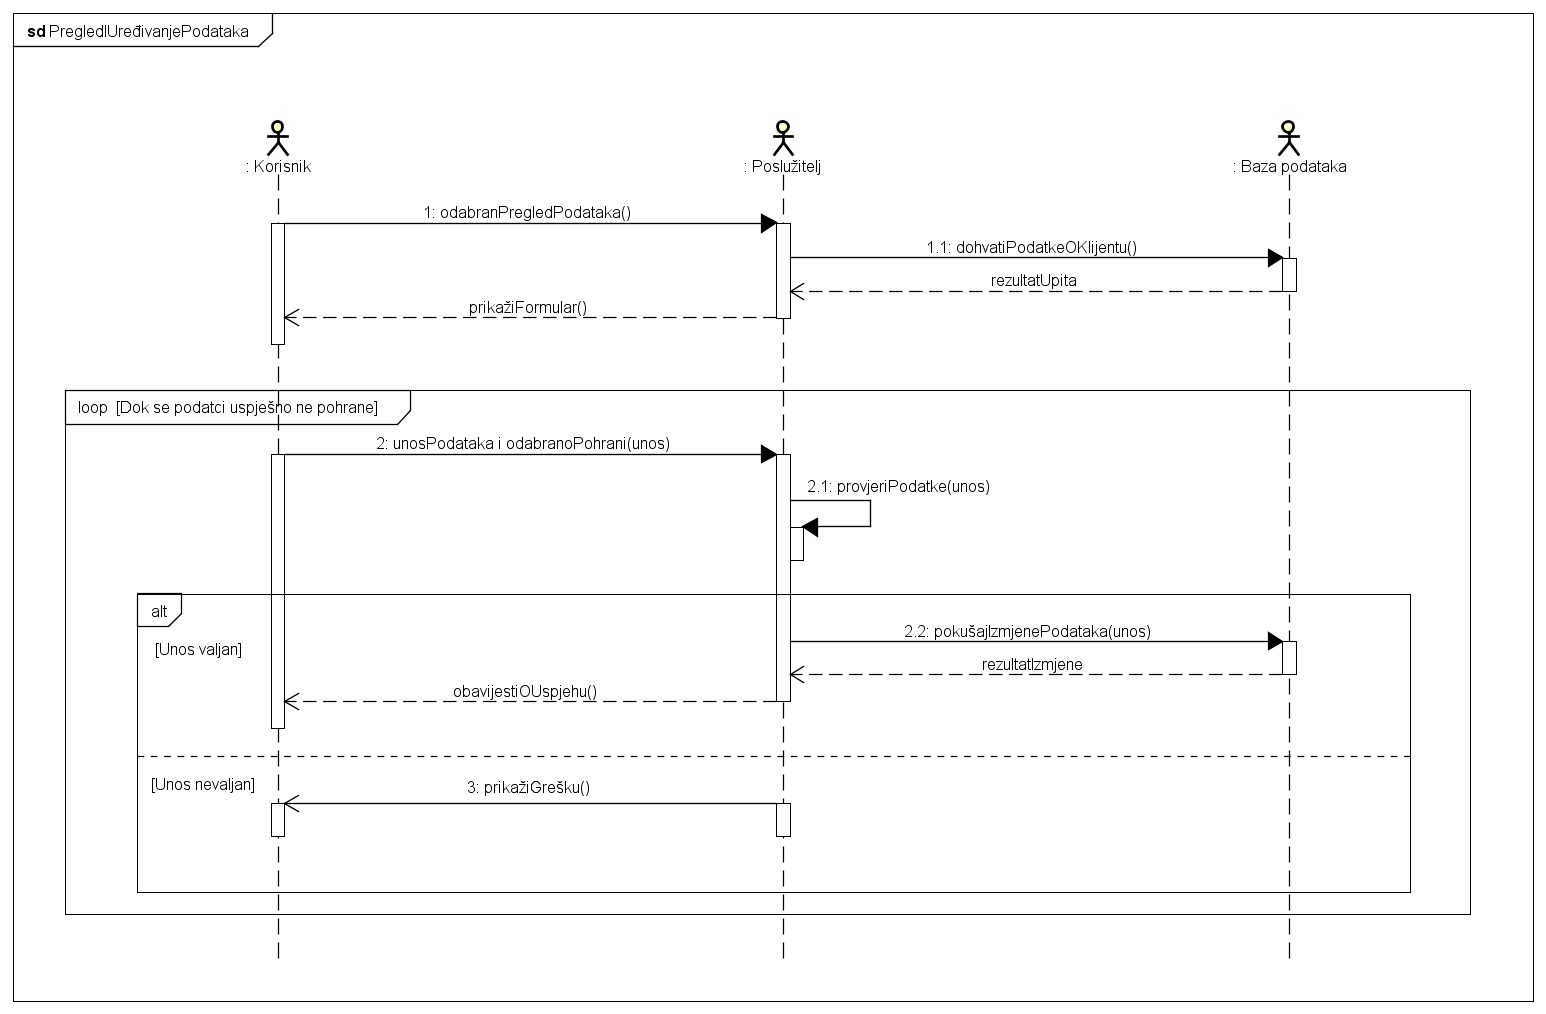 sd PregledIUređivanjePodataka
: Korisnik
: Poslužitelj
: Baza podataka
1: odabranPregledPodataka()
1.1: dohvatiPodatkeOKlijentu()
rezultatUpita
prikažiFormular()
loop [Dok se podatci uspješno ne pohrane]
2: unosPodataka i odabranoPohrani(unos)
2.1: provjeriPodatke(unos)
alt
2.2: pokušajIzmjenePodataka(unos)
[Unos valjan]
rezultatIzmjene
obavijestiOUspjehu()
[Unos nevaljan]
3: prikažiGrešku()